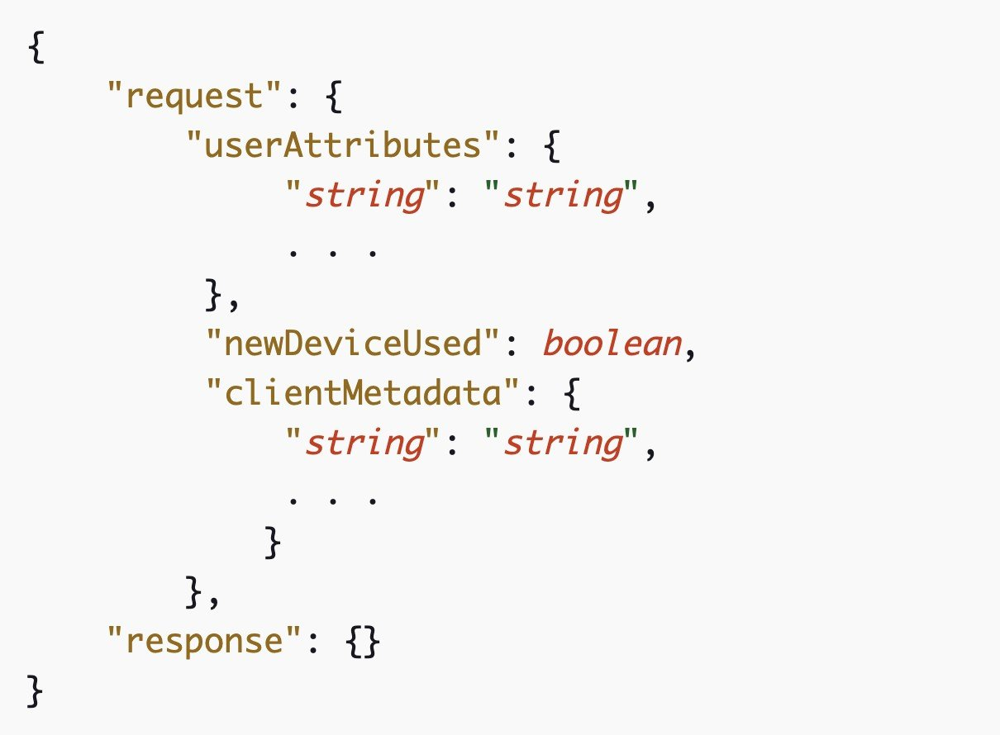 {
"request": {
"userAttributes": {
"string": "string",
. . .
},
"newDeviceUsed": boolean,
"clientMetadata": {
"string": "string",
. . .
}
},
"response": {}
}